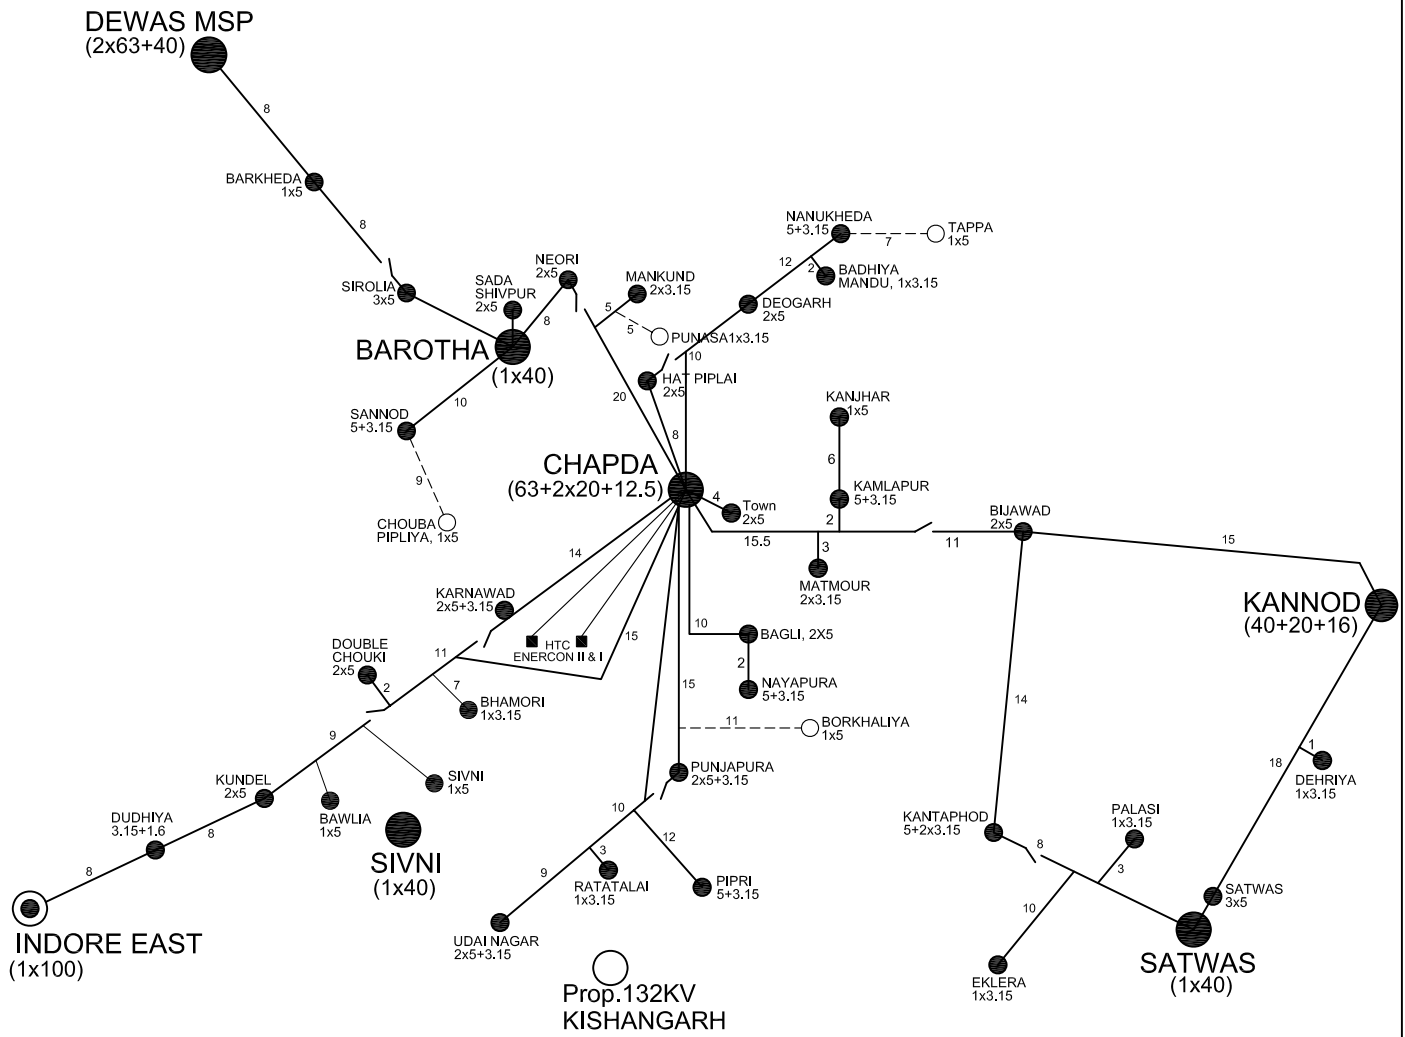 DEWAS MSP
(2x63+40)
8
BARKHEDA
1x5
8
SIROLIA
3x5
SADA
SHIVPUR
2x5
NEORI
2x5
8
BAROTHA
(1x40)
10
SANNOD
5+3.15
9
CHOUBA
PIPLIYA, 1x5
MANKUND
2x3.15
5
5
PUNASA1x3.15
20
NANUKHEDA
5+3.15
7
TAPPA
1x5
12
2
BADHIYA
MANDU, 1x3.15
DEOGARH
2x5
10
HAT PIPLAI
2x5
8
CHAPDA
(63+2x20+12.5)
4
Town
2x5
KANJHAR
1x5
6
KAMLAPUR
5+3.15
2
15.5
3
MATMOUR
2x3.15
11
BIJAWAD
2x5
15
KANNOD
(40+20+16)
14
KARNAWAD
2x5+3.15
HTC
ENERCON II & I
15
10
BAGLI, 2X5
2
NAYAPURA
5+3.15
DOUBLE
CHOUKI
2x5
11
2
7
BHAMORI
1x3.15
15
11
BORKHALIYA
1x5
14
9
SIVNI
1x5
KUNDEL
2x5
BAWLIA
1x5
DUDHIYA
3.15+1.6
8
8
INDORE EAST
(1x100)
SIVNI
(1x40)
PUNJAPURA
2x5+3.15
10
12
3
9
RATATALAI
1x3.15
PIPRI
5+3.15
UDAI NAGAR
2x5+3.15
Prop.132KV
KISHANGARH
18
1
DEHRIYA
1x3.15
KANTAPHOD
5+2x3.15
8
PALASI
1x3.15
3
10
EKLERA
1x3.15
SATWAS
3x5
SATWAS
(1x40)